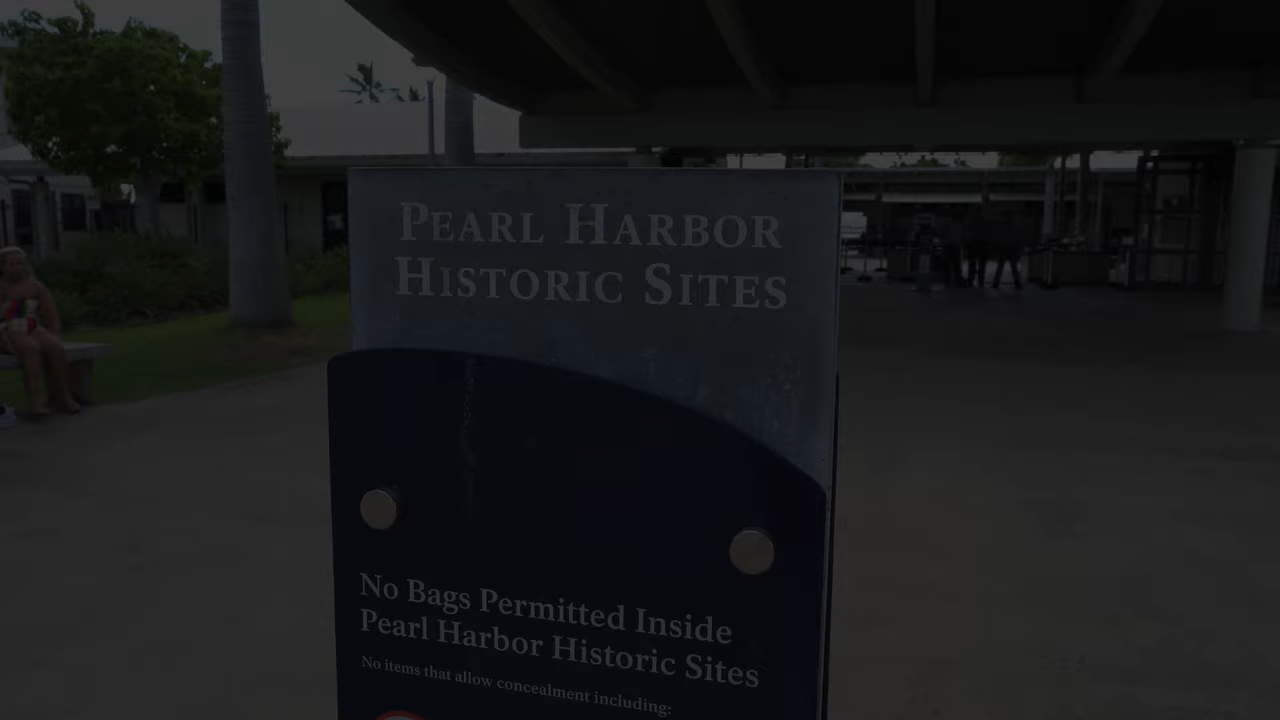 PEARL HARBOR
HISTORIC SITES
No Bags Permitted Inside
Pearl Harbor Historic Sites
No items that allow concealment including: